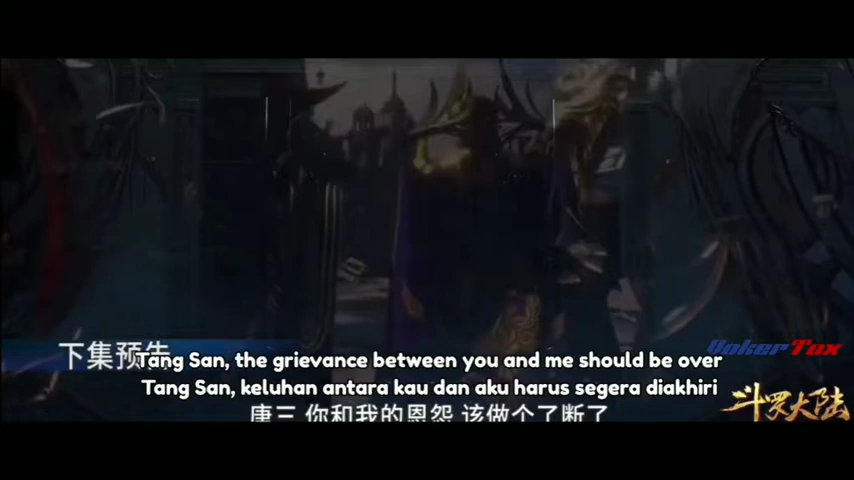 下集预告
Tang San, the grievance between you and me should be over
Tang San, keluhan antara kau dan aku harus segera diakhiri
唐三 你和我的恩怨 该做个了断了
UokerTox
斗罗大陆